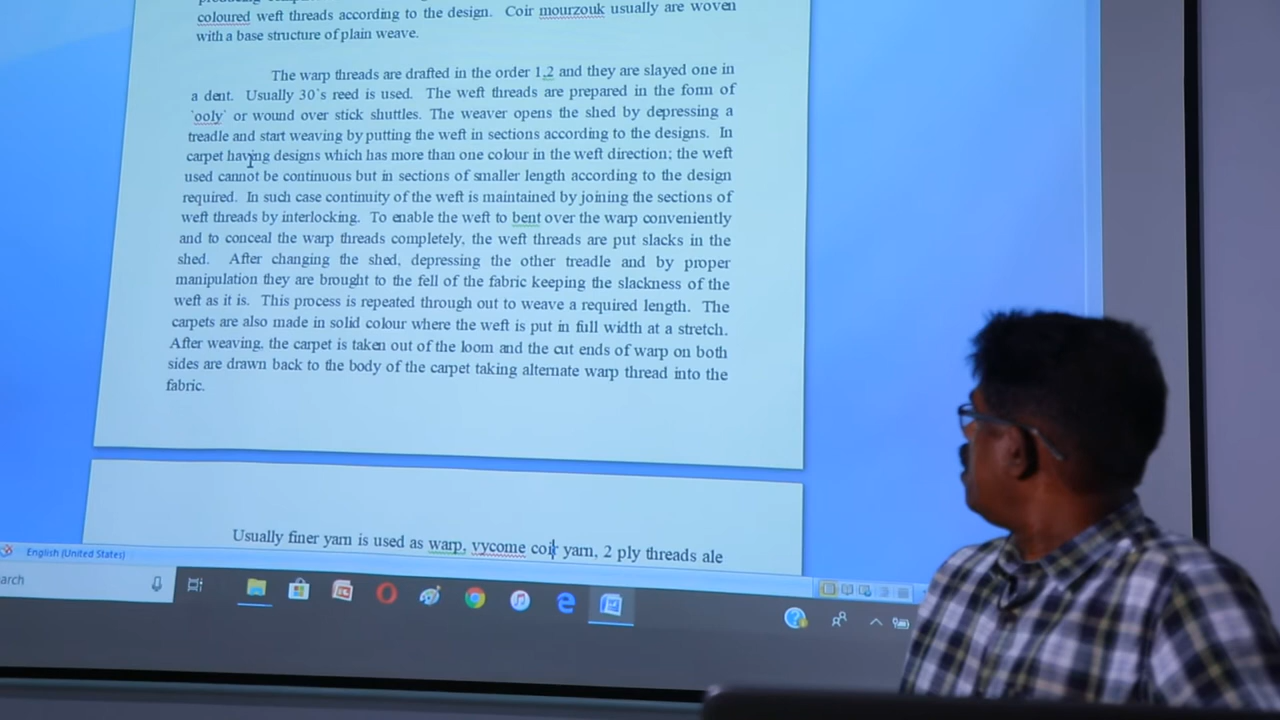 coloured weft threads according to the design. Coir mourzouk usually are woven
with a base structure of plain weave.
The warp threads are drafted in the order 1,2 and they are slayed one in
a dent. Usually 30's reed is used. The weft threads are prepared in the form of
'ooly' or wound over stick shuttles. The weaver opens the shed by depressing a
treadle and start weaving by putting the weft in sections according to the designs. In
carpet having designs which has more than one colour in the weft direction; the weft
used cannot be continuous but in sections of smaller length according to the design
required. In such case continuity of the weft is maintained by joining the sections of
weft threads by interlocking. To enable the weft to bent over the warp conveniently
and to conceal the warp threads completely, the weft threads are put slacks in the
shed. After changing the shed, depressing the other treadle and by proper
manipulation they are brought to the fell of the fabric keeping the slackness of the
weft as it is. This process is repeated through out to weave a required length. The
carpets are also made in solid colour where the weft is put in full width at a stretch.
After weaving, the carpet is taken out of the loom and the cut ends of warp on both
sides are drawn back to the body of the carpet taking alternate warp thread into the
fabric.
Usually finer yarn is used as warp, vycome coir yarn, 2 ply threads ale
English (United States)
arch